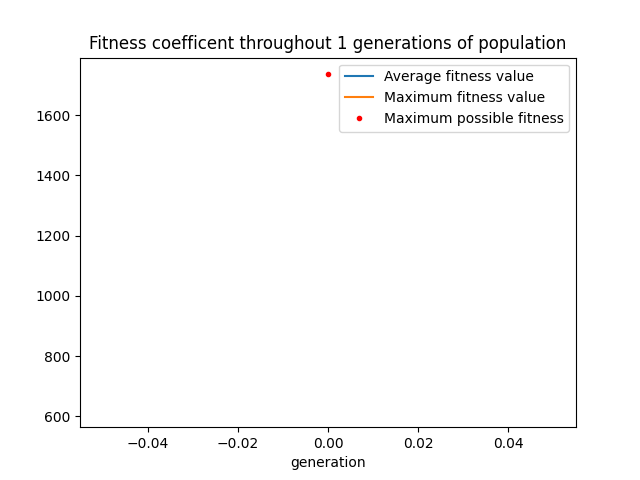 Fitness coefficent throughout 1 generations of population
Average fitness value
Maximum fitness value
Maximum possible fitness
1600
1400
1200
1000
800
600
−0.04 −0.02 0.00 0.02 0.04
generation